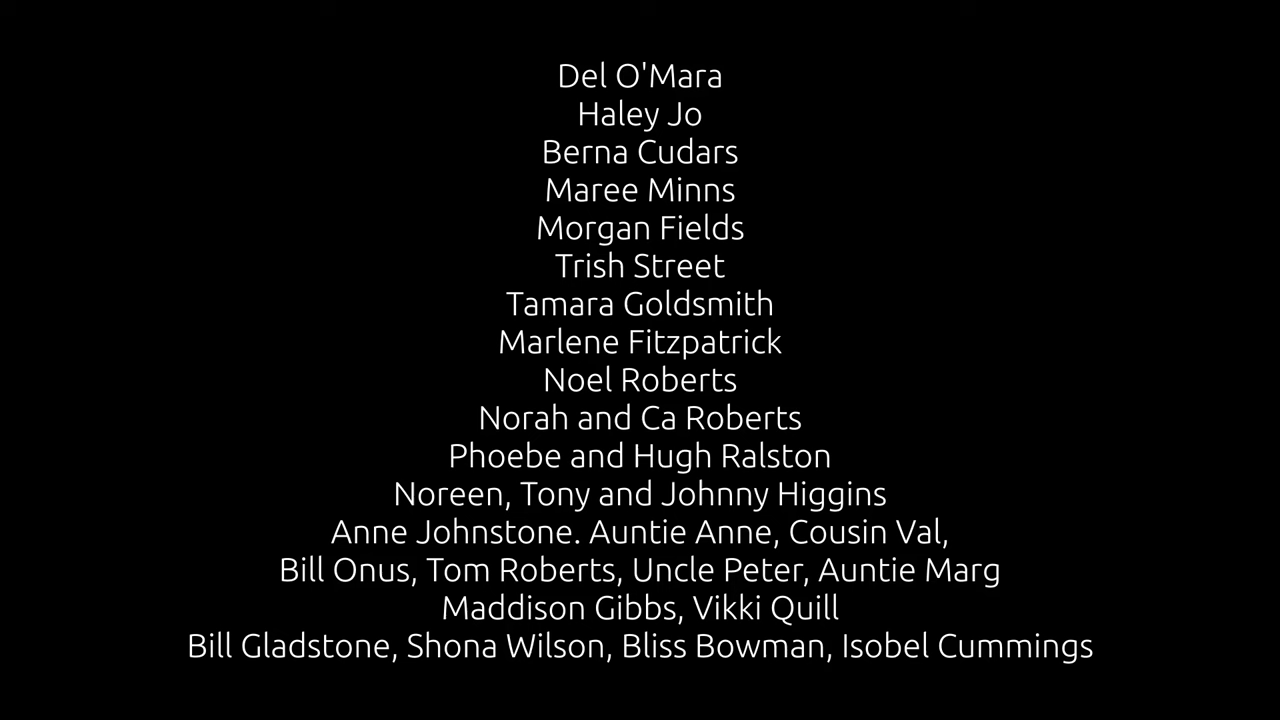 Del O'Mara
Haley Jo
Berna Cudars
Maree Minns
Morgan Fields
Trish Street
Tamara Goldsmith
Marlene Fitzpatrick
Noel Roberts
Norah and Ca Roberts
Phoebe and Hugh Ralston
Noreen, Tony and Johnny Higgins
Anne Johnstone. Auntie Anne, Cousin Val,
Bill Onus, Tom Roberts, Uncle Peter, Auntie Marg
Maddison Gibbs, Vikki Quill
Bill Gladstone, Shona Wilson, Bliss Bowman, Isobel Cummings